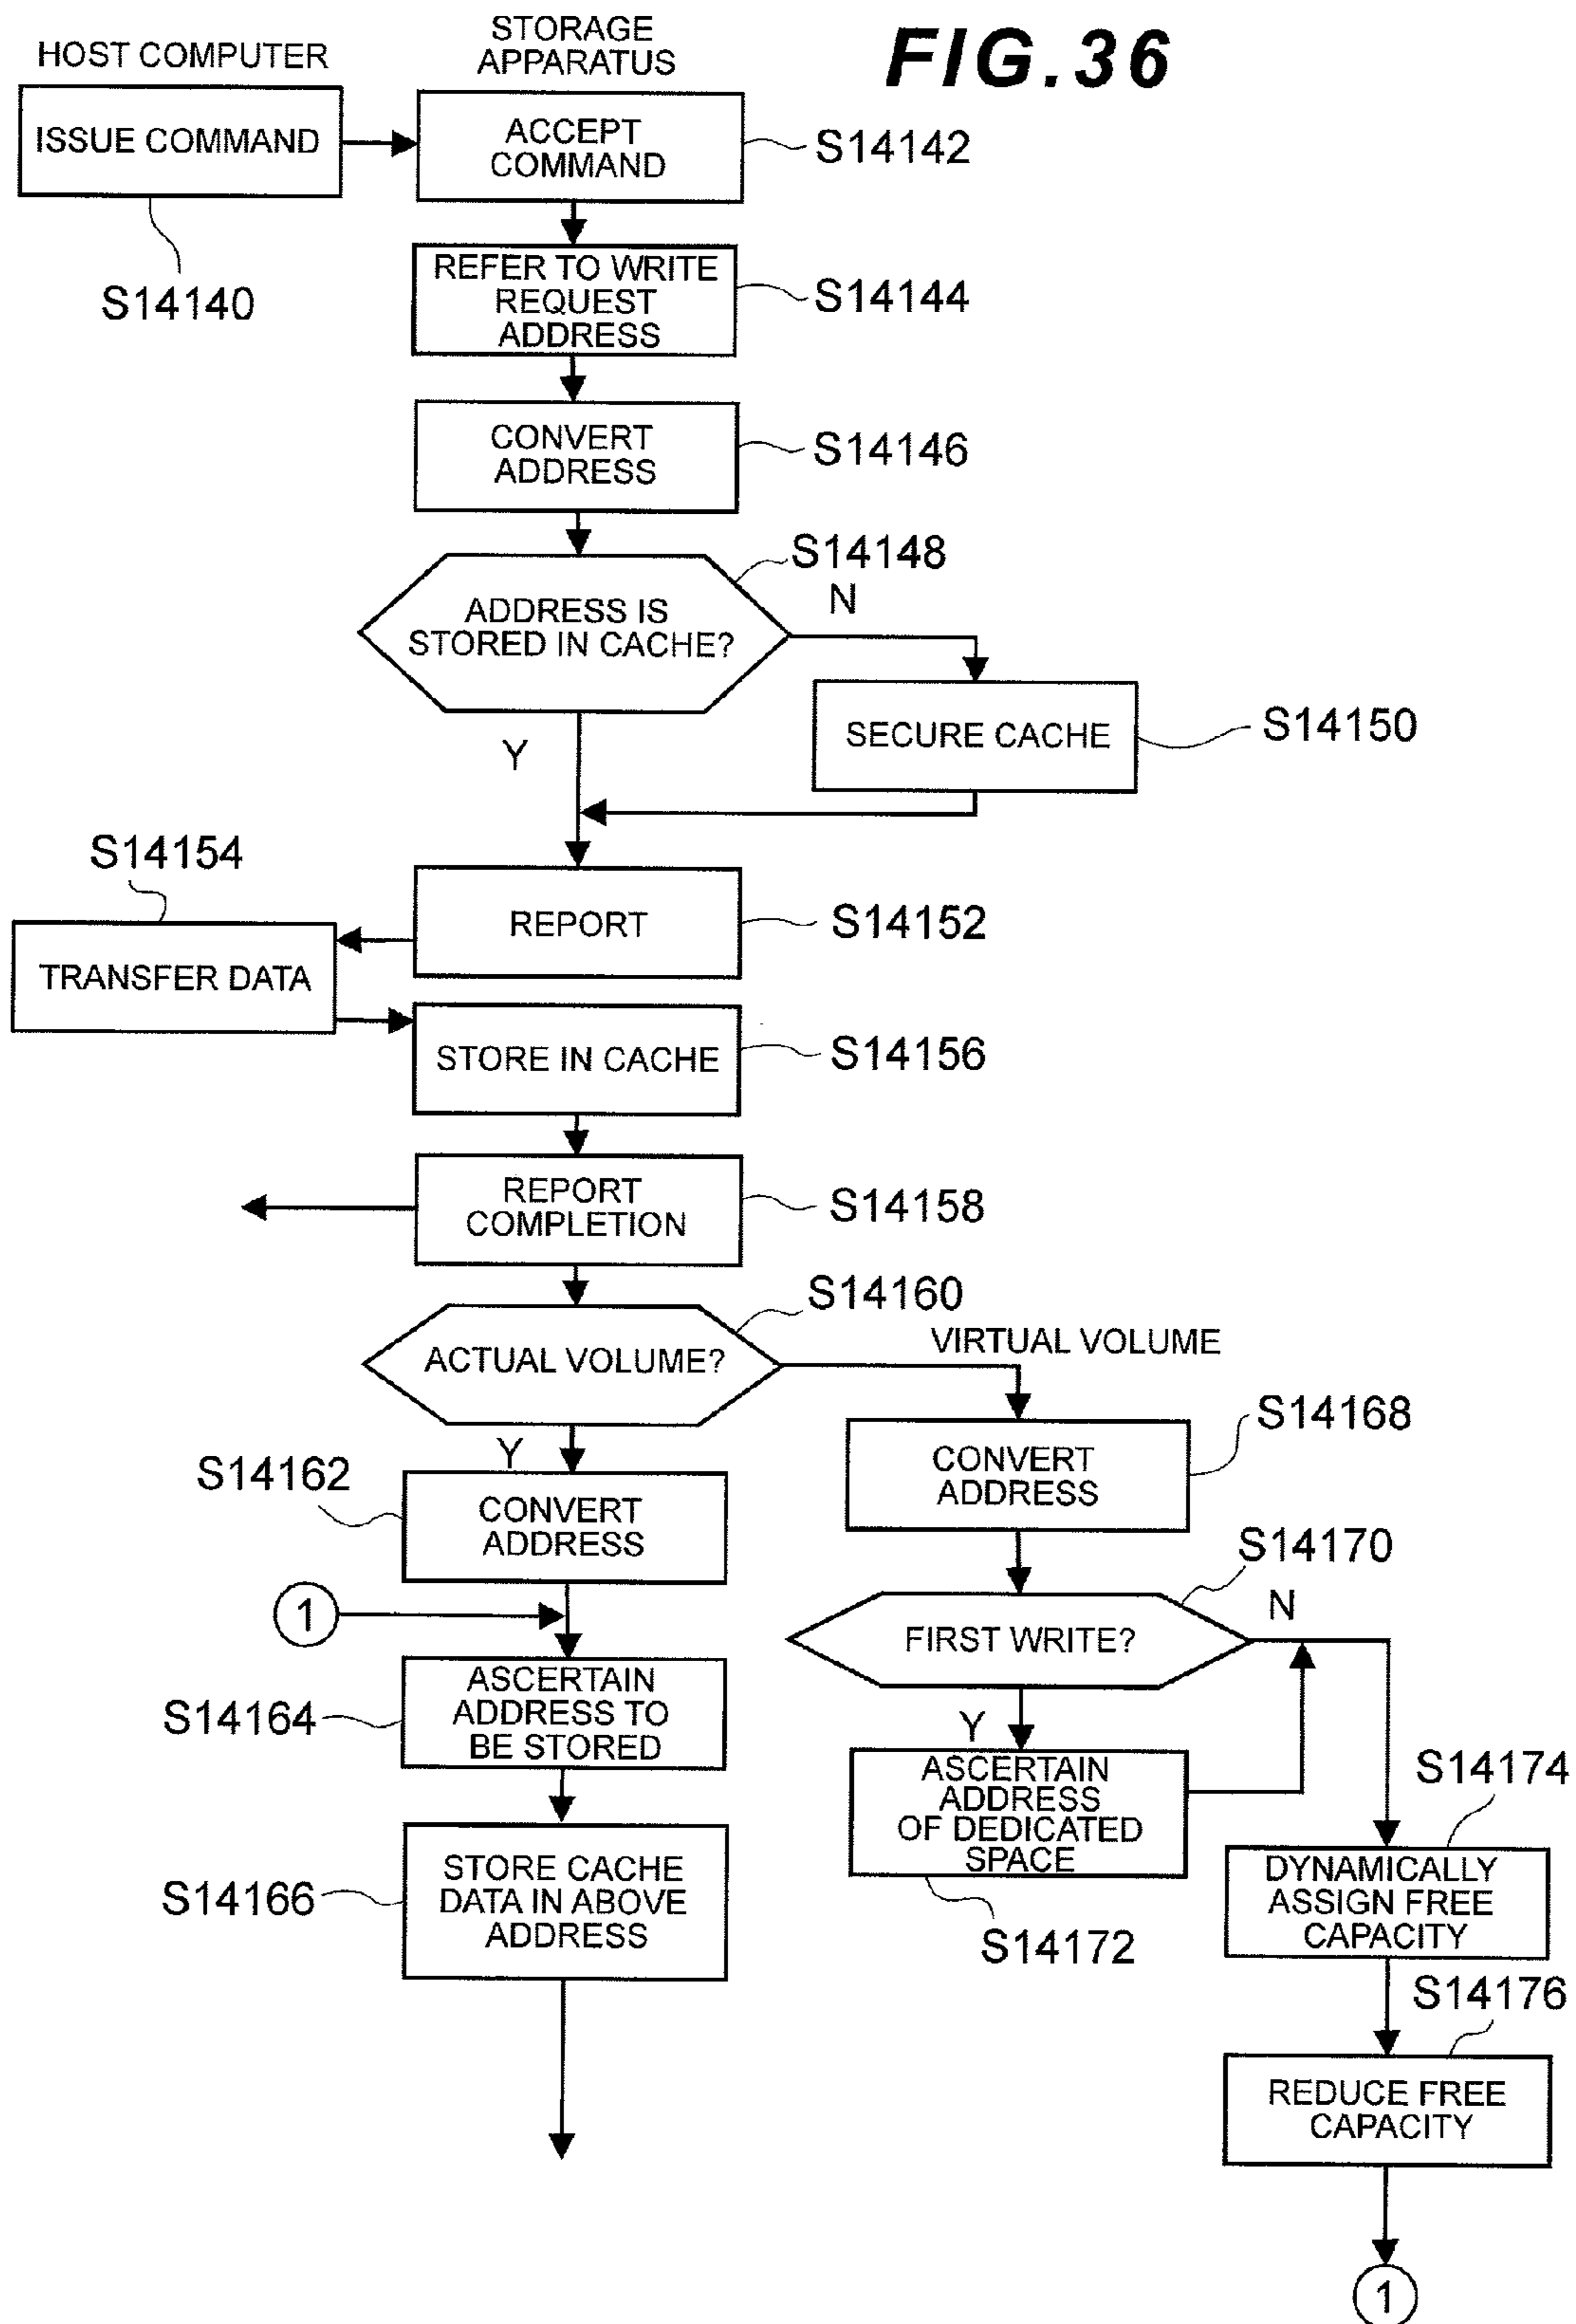 FIG.36
HOST COMPUTER
STORAGE
APPARATUS
ISSUE COMMAND
S14140
ACCEPT
COMMAND
S14142
REFER TO WRITE
REQUEST
ADDRESS
S14144
CONVERT
ADDRESS
S14146
S14148
ADDRESS IS
STORED IN CACHE?
N
Y
SECURE CACHE
S14150
REPORT
S14152
S14154
TRANSFER DATA
STORE IN CACHE
S14156
REPORT
COMPLETION
S14158
S14160
ACTUAL VOLUME?
VIRTUAL VOLUME
Y
S14162
CONVERT
ADDRESS
1
S14164
ASCERTAIN
ADDRESS TO
BE STORED
S14166
STORE CACHE
DATA IN ABOVE
ADDRESS
S14168
CONVERT
ADDRESS
S14170
FIRST WRITE?
N
Y
ASCERTAIN
ADDRESS
OF DEDICATED
SPACE
S14172
S14174
DYNAMICALLY
ASSIGN FREE
CAPACITY
S14176
REDUCE FREE
CAPACITY
1